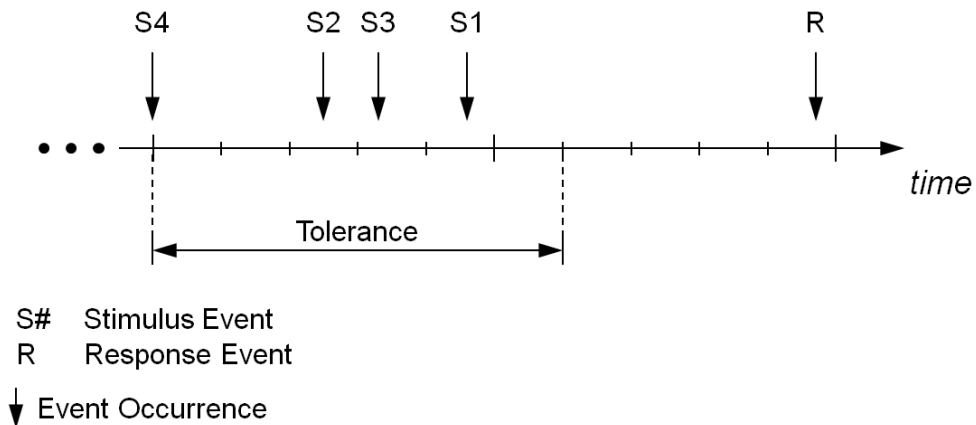 S4 S2 S3 S1 R
time
Tolerance
S# Stimulus Event
R Response Event
Event Occurrence